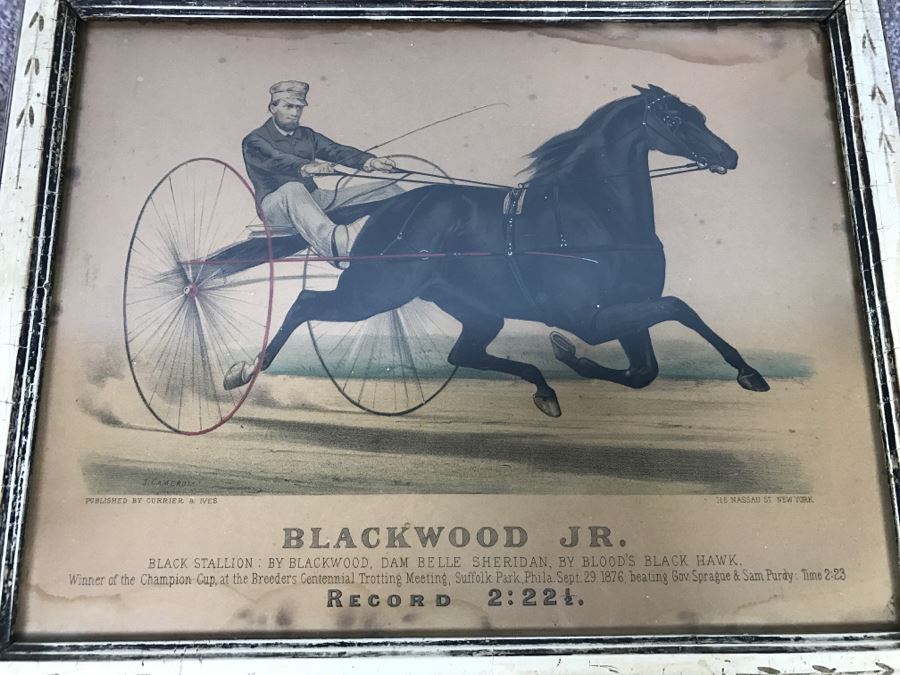 J. CAMERON
PUBLISHED BY CURRIER & IVES
NASSAU ST NEW YORK
BLACKWOOD JR.
BLACK STALLION: BY BLACKWOOD, DAM BELLE SHERIDAN, BY BLOOD'S BLACK HAWK.
Winner of the Champion Cup, at the Breeders Centennial Trotting Meeting, Suffolk Park, Phila. Sept. 29. 1876, beating Gov. Sprague & Sam Purdy: Time 2:23
RECORD 2:22½.